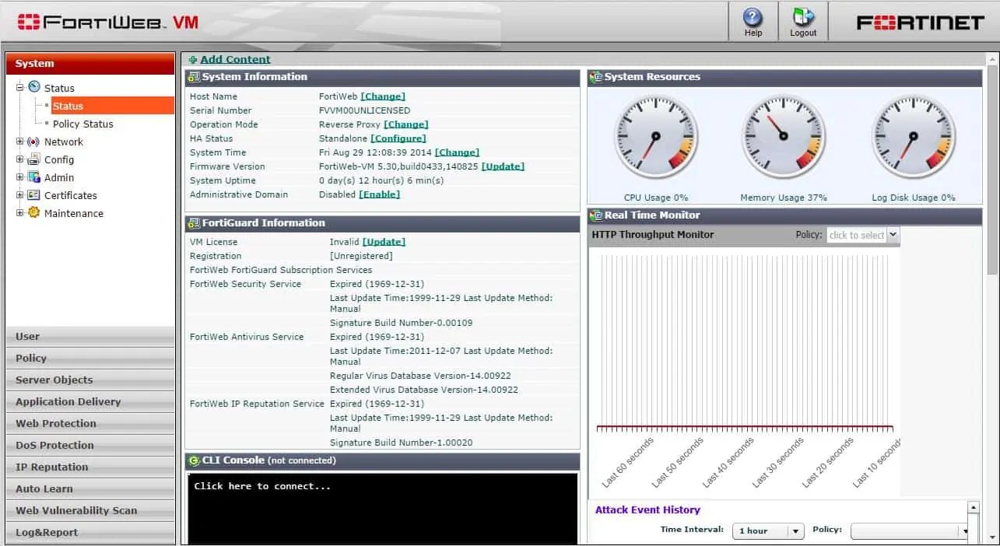 FORTIWEB VM
Help
Logout
FORTINET
System
Status
Status
Policy Status
Network
Config
Admin
Certificates
Maintenance
User
Policy
Server Objects
Application Delivery
Web Protection
DoS Protection
IP Reputation
Auto Learn
Web Vulnerability Scan
Log&Report
Add Content
System Information
Host Name FortiWeb [Change]
Serial Number FVVM00UNLICENSED
Operation Mode Reverse Proxy [Change]
HA Status Standalone [Configure]
System Time Fri Aug 29 12:08:39 2014 [Change]
Firmware Version FortiWeb-VM 5.30,build0433,140825 [Update]
System Uptime 0 day(s) 12 hour(s) 6 min(s)
Administrative Domain Disabled [Enable]
FortiGuard Information
VM License Invalid [Update]
Registration [Unregistered]
FortiWeb FortiGuard Subscription Services
FortiWeb Security Service Expired (1969-12-31)
Last Update Time:1999-11-29 Last Update Method:
Manual
Signature Build Number-0.00109
FortiWeb Antivirus Service Expired (1969-12-31)
Last Update Time:2011-12-07 Last Update Method:
Manual
Regular Virus Database Version-14.00922
Extended Virus Database Version-14.00922
FortiWeb IP Reputation Service Expired (1969-12-31)
Last Update Time:1999-11-29 Last Update Method:
Manual
Signature Build Number-1.00020
CLI Console (not connected)
Click here to connect...
System Resources
CPU Usage 0% Memory Usage 37% Log Disk Usage 0%
Real Time Monitor
HTTP Throughput Monitor Policy: click to select
Last 60 seconds Last 50 seconds Last 40 seconds Last 30 seconds Last 20 seconds Last 10 seconds
Attack Event History
Time Interval: 1 hour Policy: